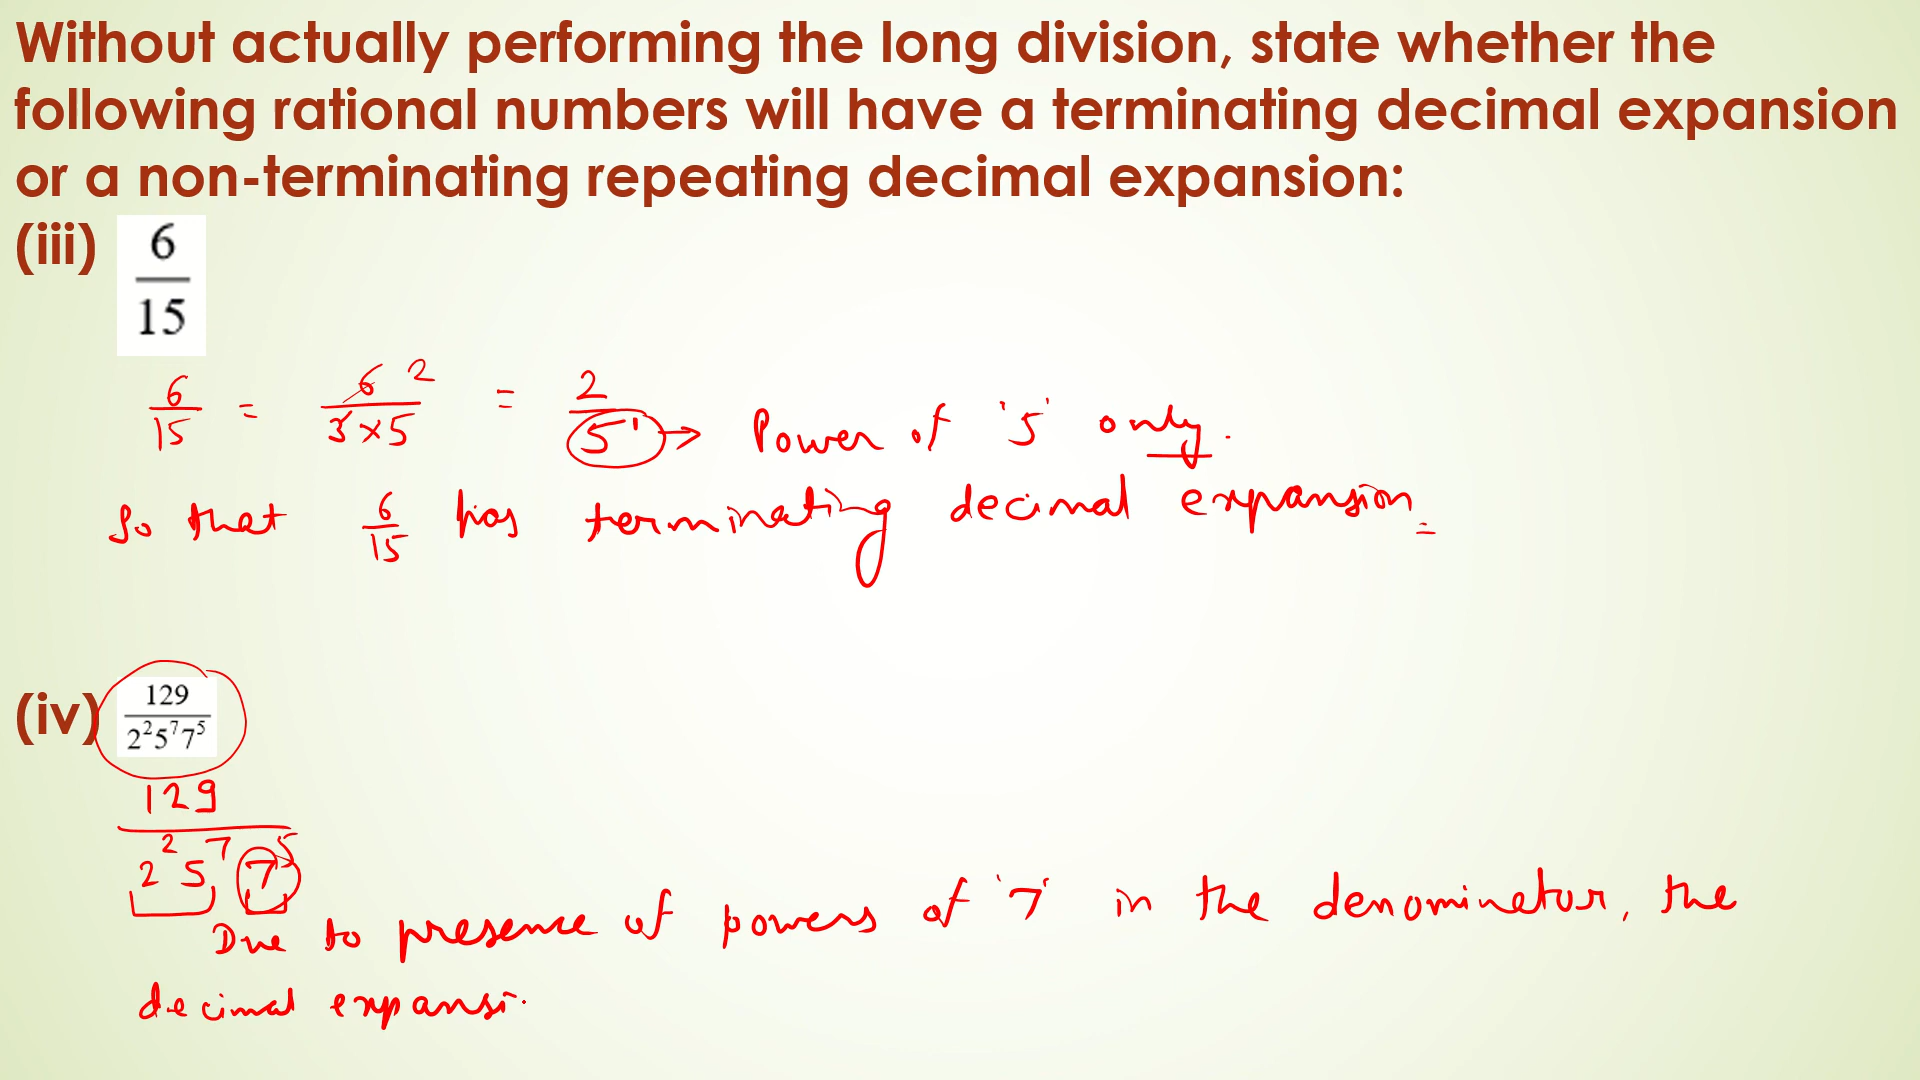 Without actually performing the long division, state whether the
following rational numbers will have a terminating decimal expansion
or a non-terminating repeating decimal expansion:
(iii) 6/15
6/15 = 6 2/3×5 = 2/5¹ → Power of '5' only.
So that 6/15 has terminating decimal expansion
(iv) 129/2²5⁷7⁵
129/2²5⁷7⁵
Due to presence of powers of '7' in the denominator, the
decimal expansi